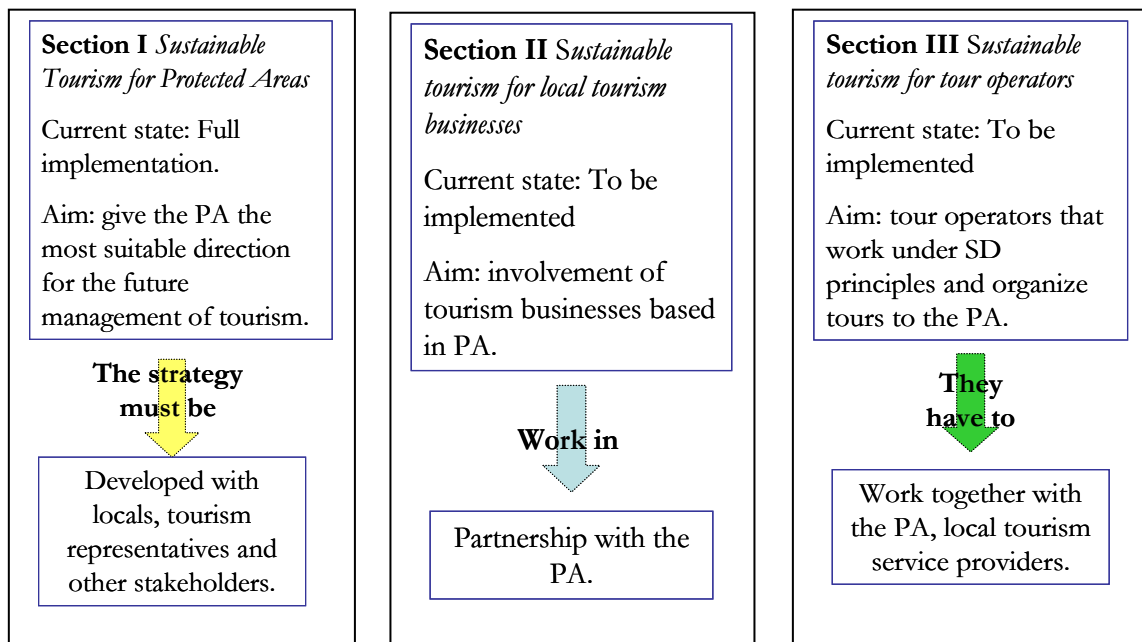 Section I Sustainable
Tourism for Protected Areas
Current state: Full
implementation.
Aim: give the PA the
most suitable direction
for the future
management of tourism.
The strategy
must be
Developed with
locals, tourism
representatives and
other stakeholders.
Section II Sustainable
tourism for local tourism
businesses
Current state: To be
implemented
Aim: involvement of
tourism businesses based
in PA.
Work in
Partnership with the
PA.
Section III Sustainable
tourism for tour operators
Current state: To be
implemented
Aim: tour operators that
work under SD
principles and organize
tours to the PA.
They
have to
Work together with
the PA, local tourism
service providers.